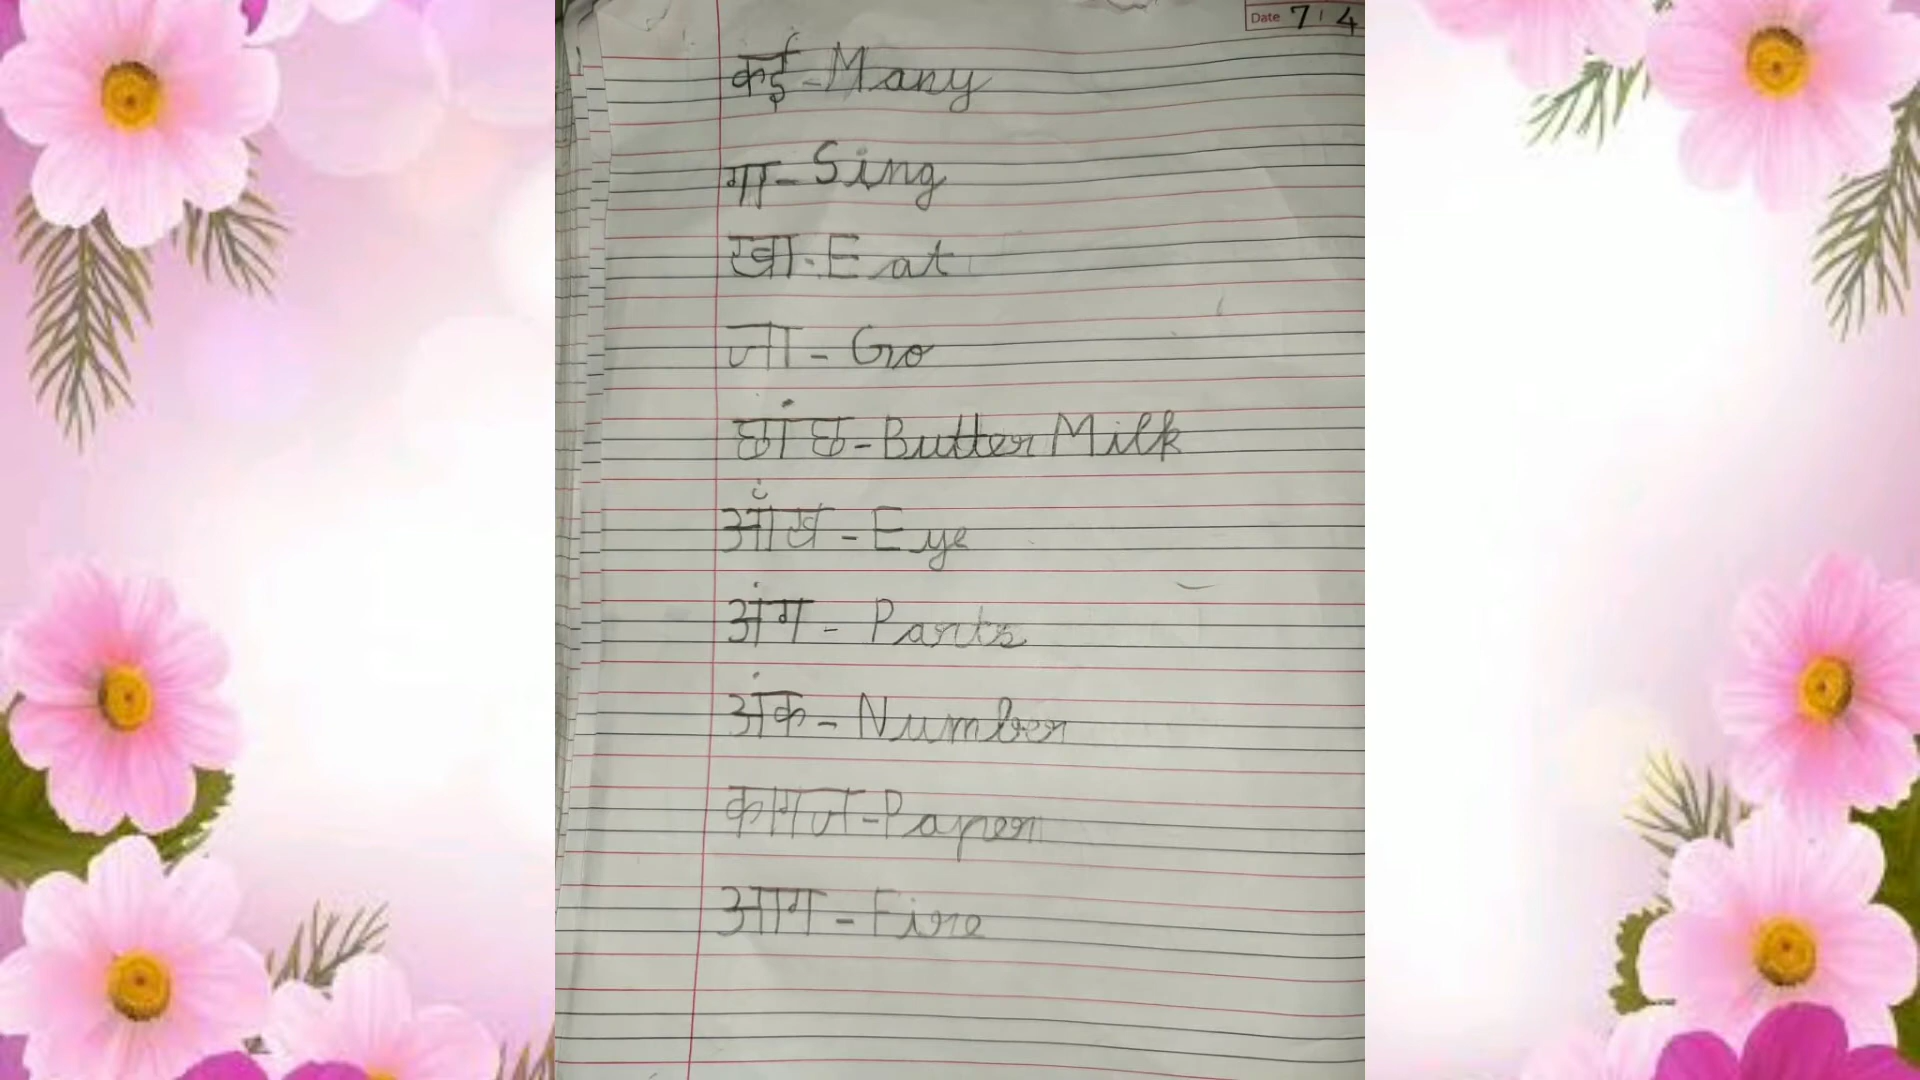 Date 7 | 4
कई - Many
गा - Sing
खा - Eat
जा - Go
छांछ - Butter Milk
आँख - Eye
अंग - Parts
अंक - Number
कागज - Paper
आग - Fire